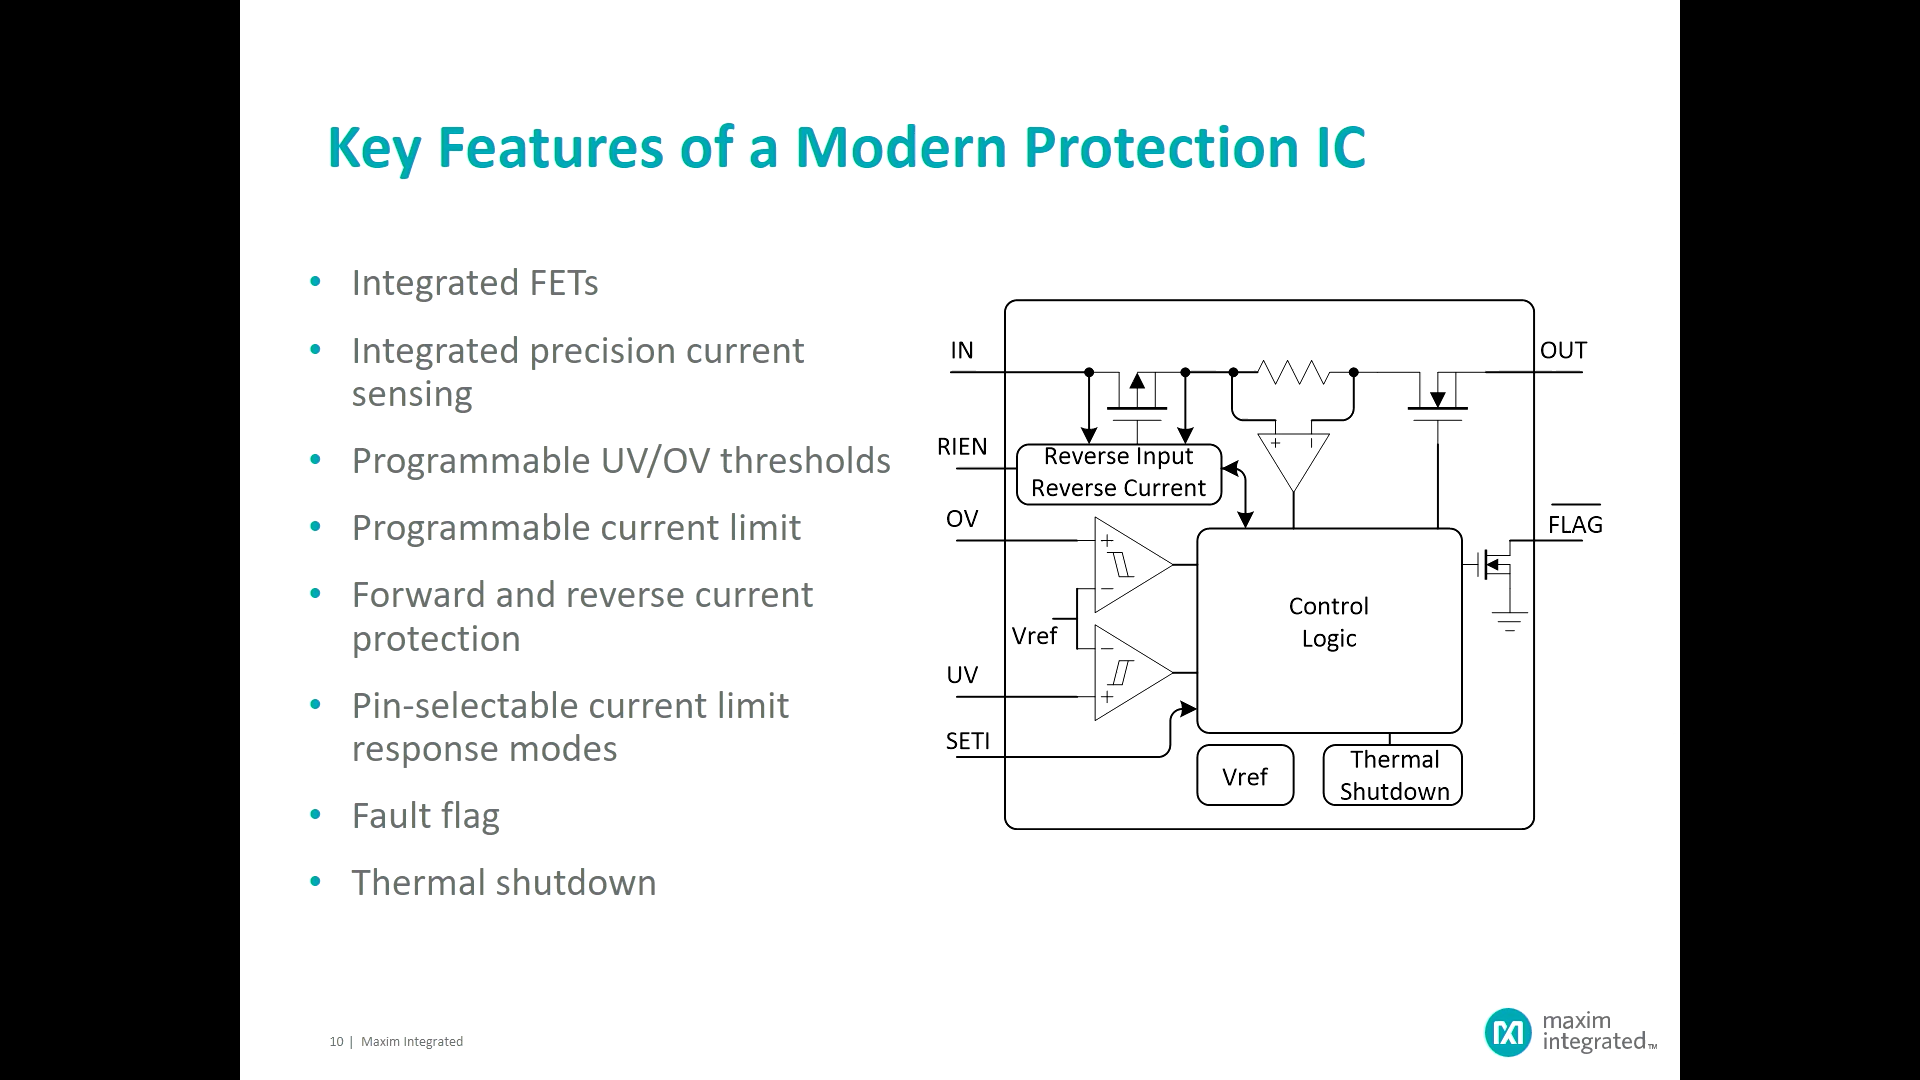 Key Features of a Modern Protection IC
• Integrated FETs
• Integrated precision current
sensing
• Programmable UV/OV thresholds
• Programmable current limit
• Forward and reverse current
protection
• Pin-selectable current limit
response modes
• Fault flag
• Thermal shutdown
IN
OUT
RIEN
Reverse Input
Reverse Current
+ −
OV
FLAG
+
−
Control
Logic
Vref
−
UV
+
SETI
Vref
Thermal
Shutdown
10 | Maxim Integrated
maxim
integrated™